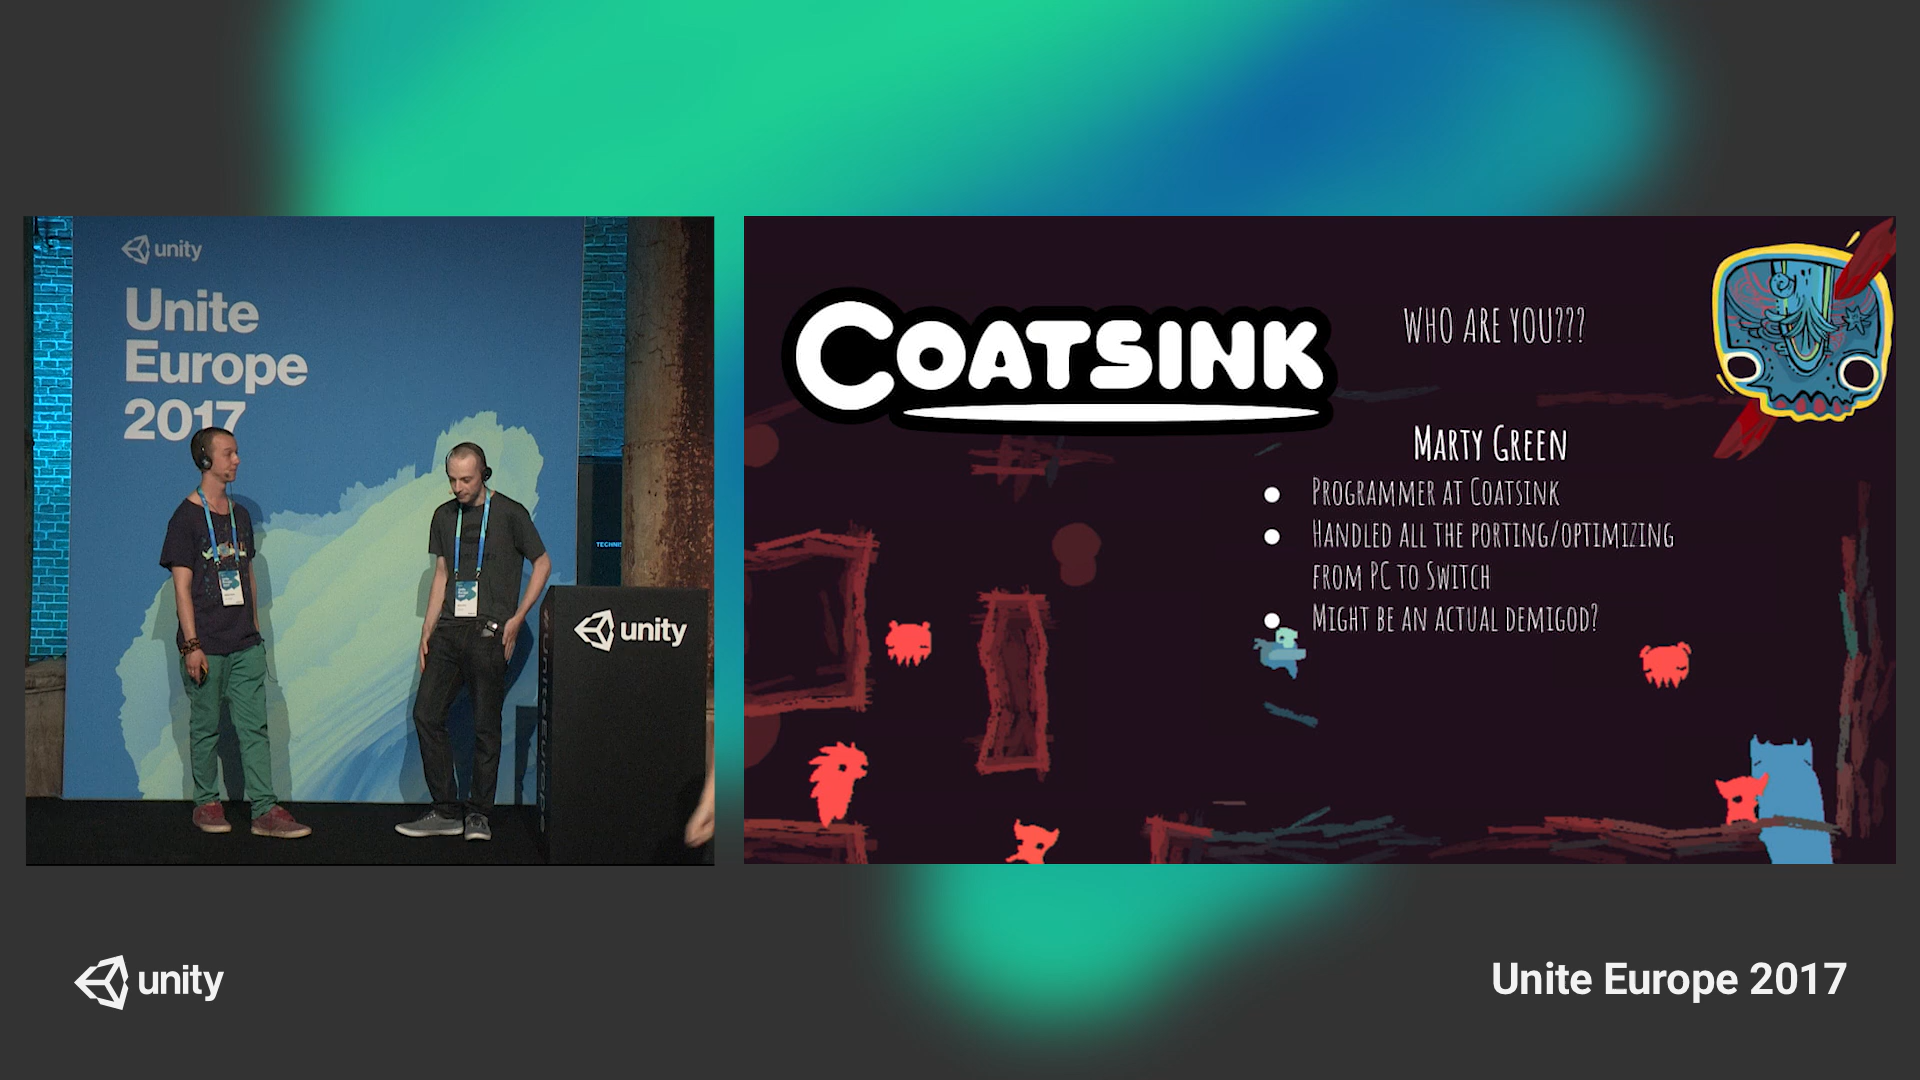 unity
Unite
Europe
2017
TECHNIS
unity
COATSINK
WHO ARE YOU???
MARTY GREEN
PROGRAMMER AT COATSINK
HANDLED ALL THE PORTING/OPTIMIZING
FROM PC TO SWITCH
MIGHT BE AN ACTUAL DEMIGOD?
unity
Unite Europe 2017